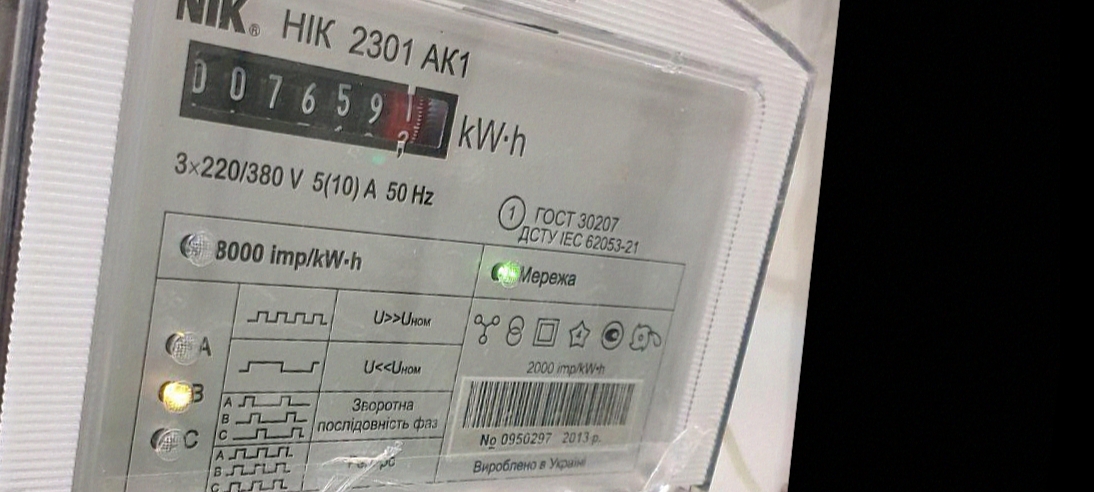 NIK® НІК 2301 АК1
0 0 7 6 5 9 1 kW·h
3×220/380 V 5(10) A 50 Hz
1 ГОСТ 30207
ДСТУ IEC 62053-21
8000 imp/kW·h
Мережа
U>>Uном
A
U<<Uном
2000 imp/kW·h
B
A
B
C
Зворотна
послідовність фаз
C
№ 0950297 2013 р.
A
B
C
Вироблено в Україні